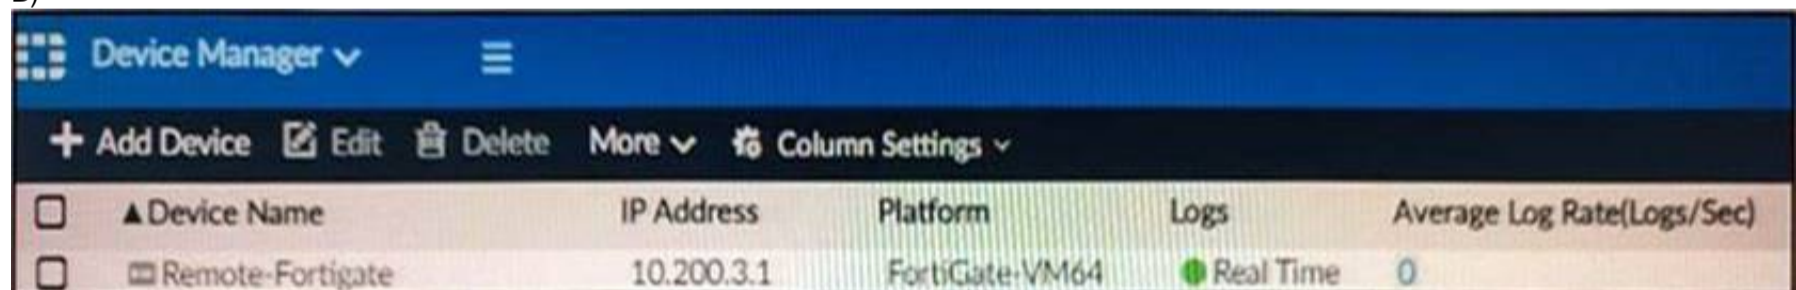 Device Manager
+ Add Device Edit Delete More Column Settings
▲ Device Name IP Address Platform Logs Average Log Rate(Logs/Sec)
Remote-Fortigate 10.200.3.1 FortiGate-VM64 Real Time 0